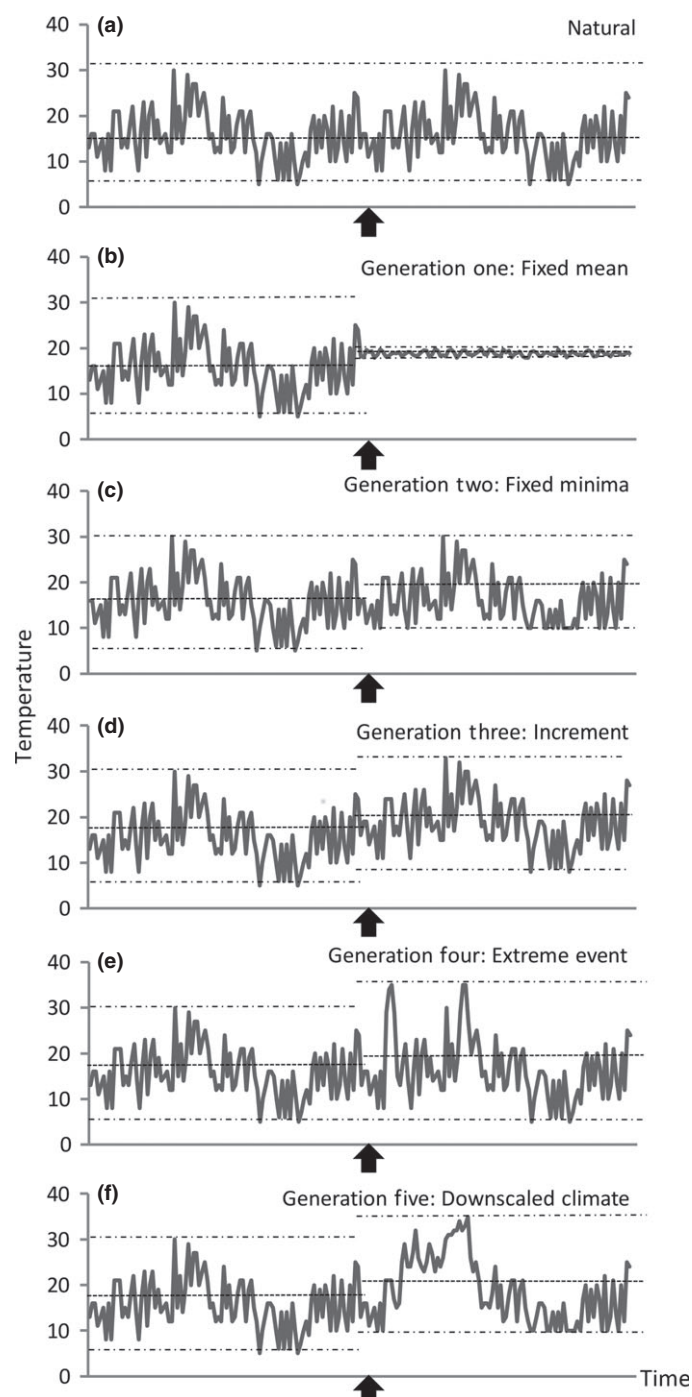 (a)
Natural
40
30
20
10
0
(b)
Generation one: Fixed mean
40
30
20
10
0
(c)
Generation two: Fixed minima
40
30
20
10
0
(d)
Generation three: Increment
40
30
20
10
0
(e)
Generation four: Extreme event
40
30
20
10
0
(f)
Generation five: Downscaled climate
40
30
20
10
0
Temperature
Time